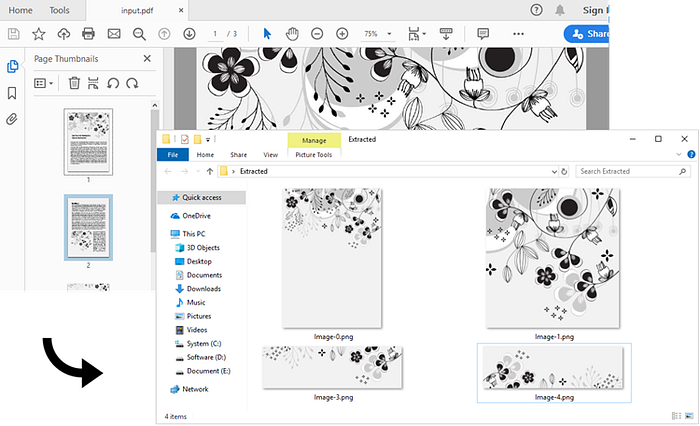 Home Tools input.pdf Sign
1 / 3 75% Share
Page Thumbnails
1
2
Manage Extracted
File Home Share View Picture Tools
Extracted Search Extracted
Quick access
OneDrive
This PC
3D Objects
Desktop
Documents
Downloads
Music
Pictures
Videos
System (C:)
Software (D:)
Document (E:)
Network
Image-0.png Image-1.png
Image-3.png Image-4.png
4 items